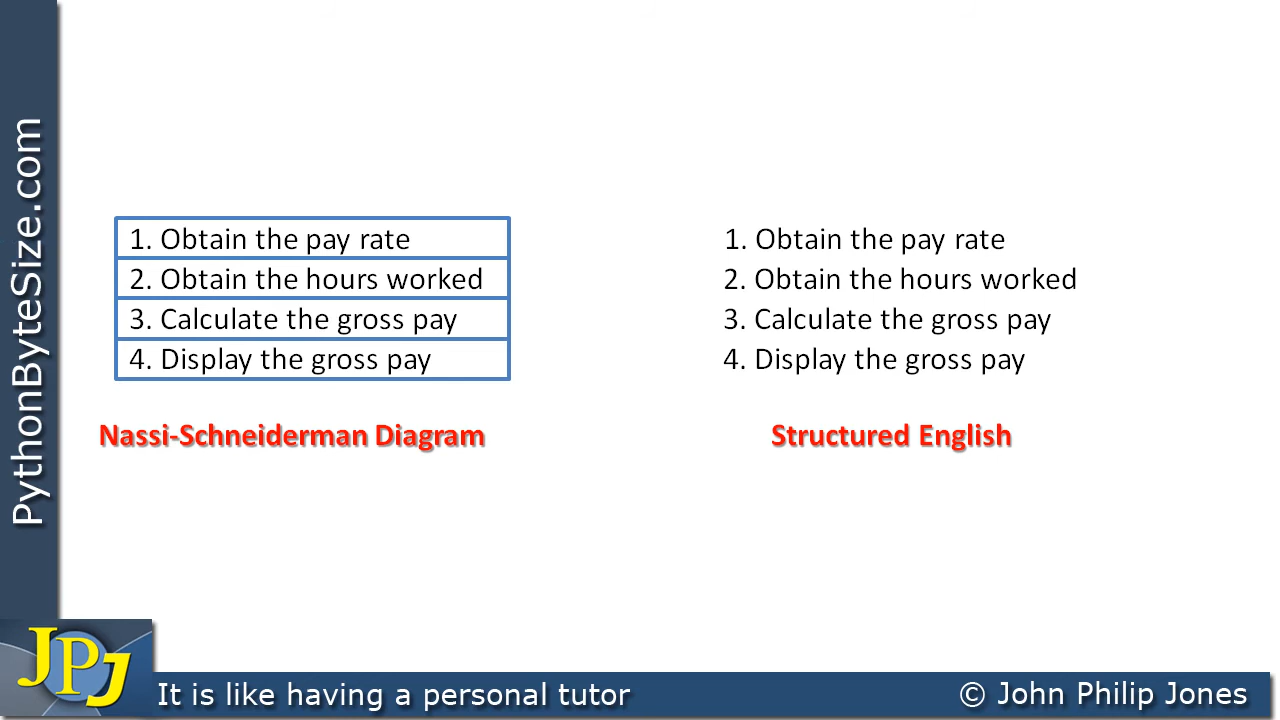 PythonByteSize.com
1. Obtain the pay rate
2. Obtain the hours worked
3. Calculate the gross pay
4. Display the gross pay
Nassi-Schneiderman Diagram
1. Obtain the pay rate
2. Obtain the hours worked
3. Calculate the gross pay
4. Display the gross pay
Structured English
JPJ
It is like having a personal tutor
© John Philip Jones